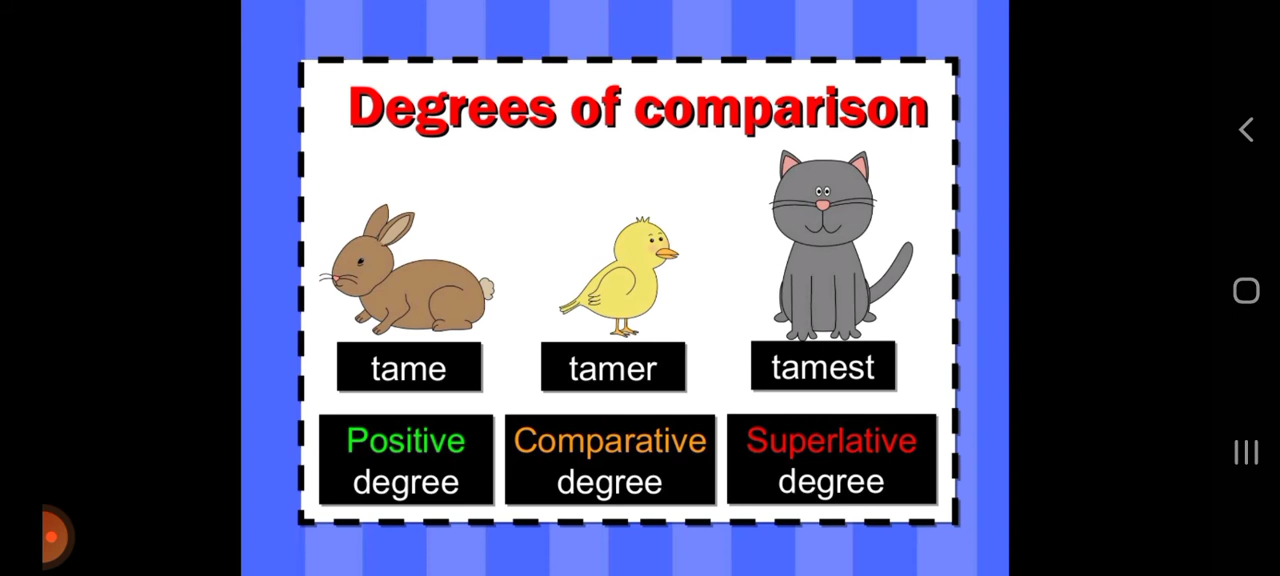 Degrees of comparison
tame
tamer
tamest
Positive
degree
Comparative
degree
Superlative
degree